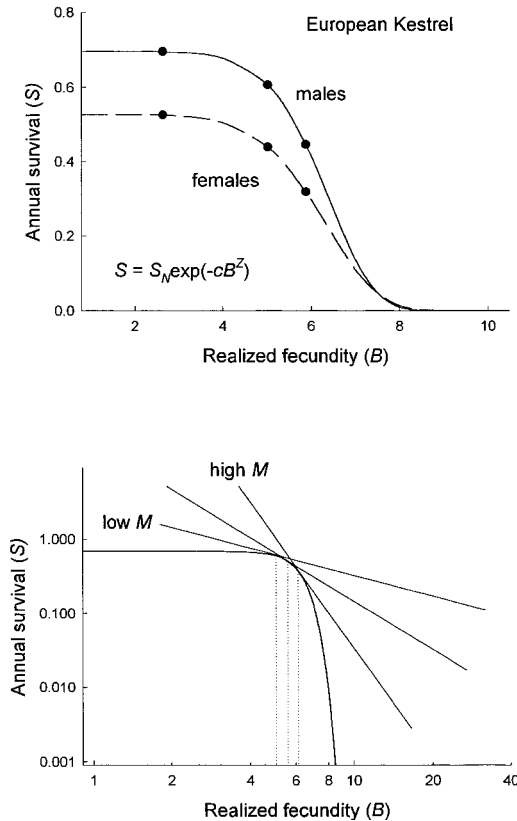 European Kestrel
0.8
0.6
0.4
0.2
0.0
Annual survival (S)
males
females
S = S_N exp(-cB^Z)
2 4 6 8 10
Realized fecundity (B)
high M
low M
1.000
0.100
0.010
0.001
Annual survival (S)
1 2 4 6 8 10 20 40
Realized fecundity (B)